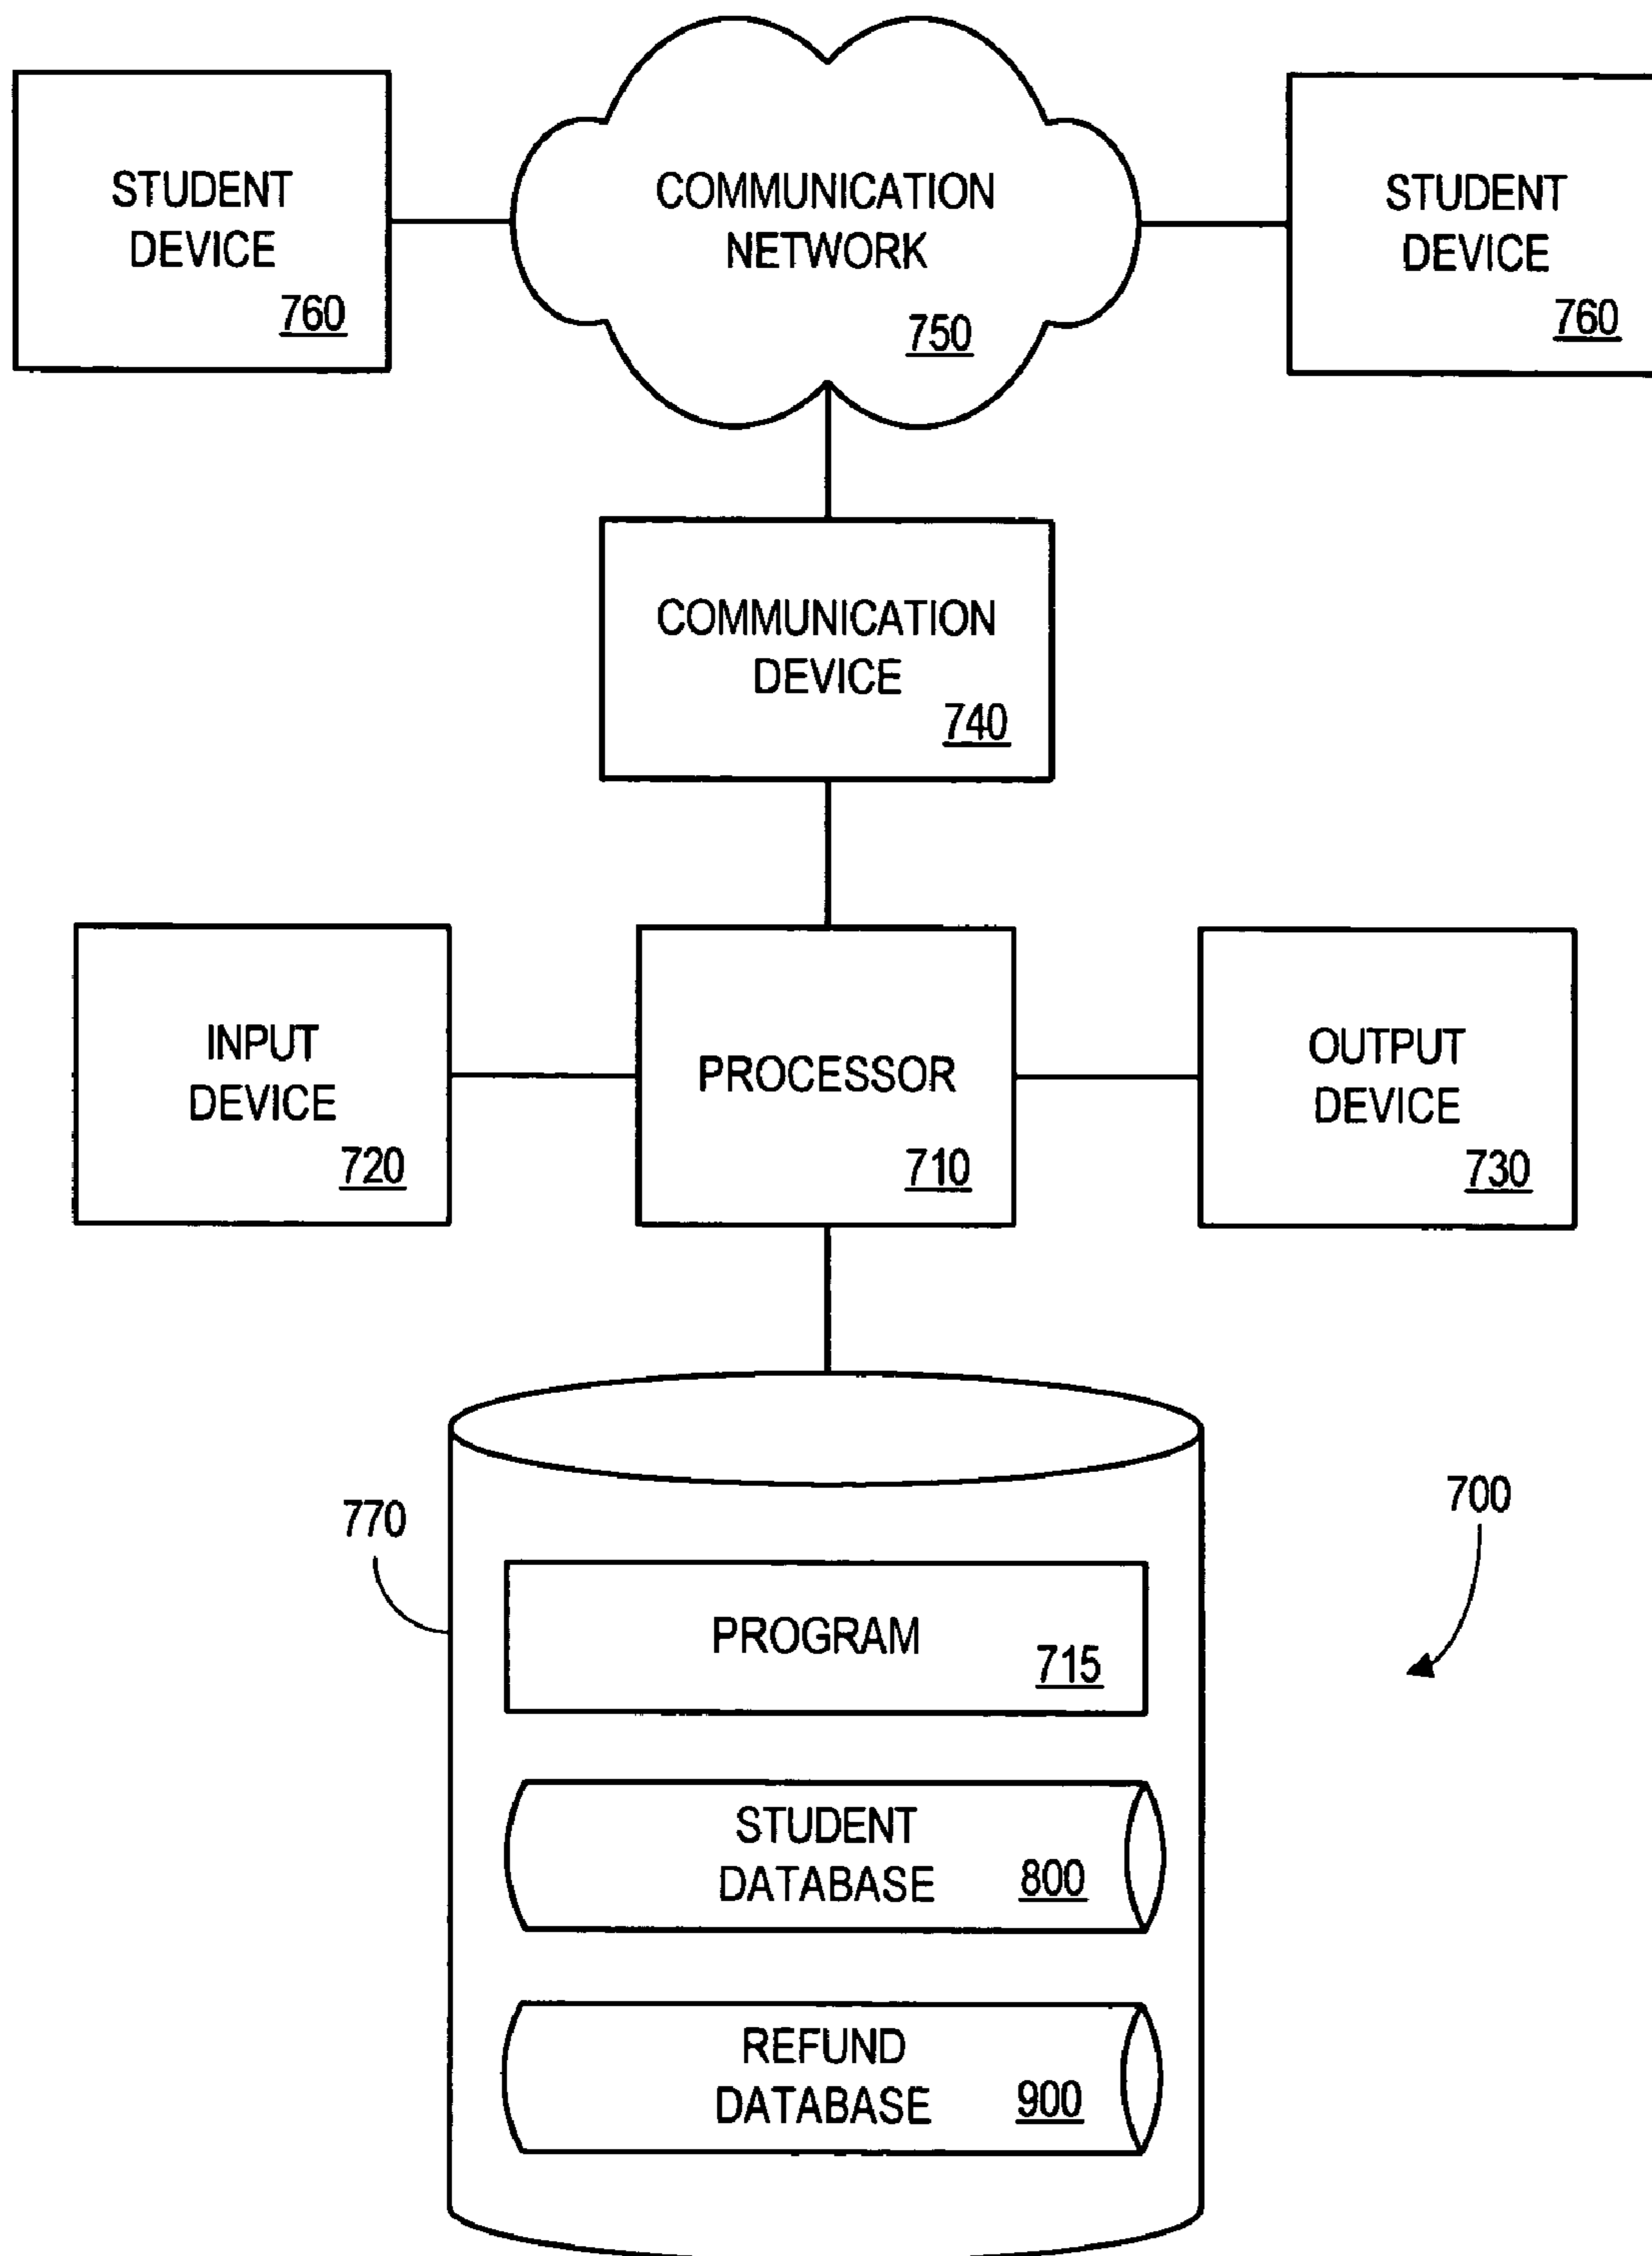 STUDENT
DEVICE
760
COMMUNICATION
NETWORK
750
STUDENT
DEVICE
760
COMMUNICATION
DEVICE
740
INPUT
DEVICE
720
PROCESSOR
710
OUTPUT
DEVICE
730
770
700
PROGRAM
715
STUDENT
DATABASE
800
REFUND
DATABASE
900